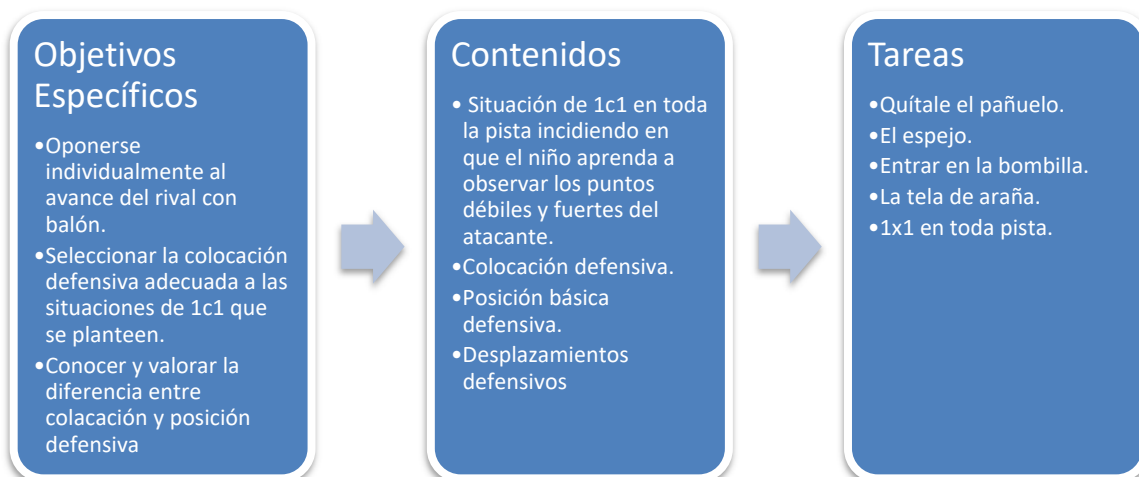 Objetivos
Específicos
•Oponerse
individualmente al
avance del rival con
balón.
•Seleccionar la colocación
defensiva adecuada a las
situaciones de 1c1 que
se planteen.
•Conocer y valorar la
diferencia entre
colacación y posición
defensiva
Contenidos
• Situación de 1c1 en toda
la pista incidiendo en
que el niño aprenda a
observar los puntos
débiles y fuertes del
atacante.
•Colocación defensiva.
•Posición básica
defensiva.
•Desplazamientos
defensivos
Tareas
•Quítale el pañuelo.
•El espejo.
•Entrar en la bombilla.
•La tela de araña.
•1x1 en toda pista.